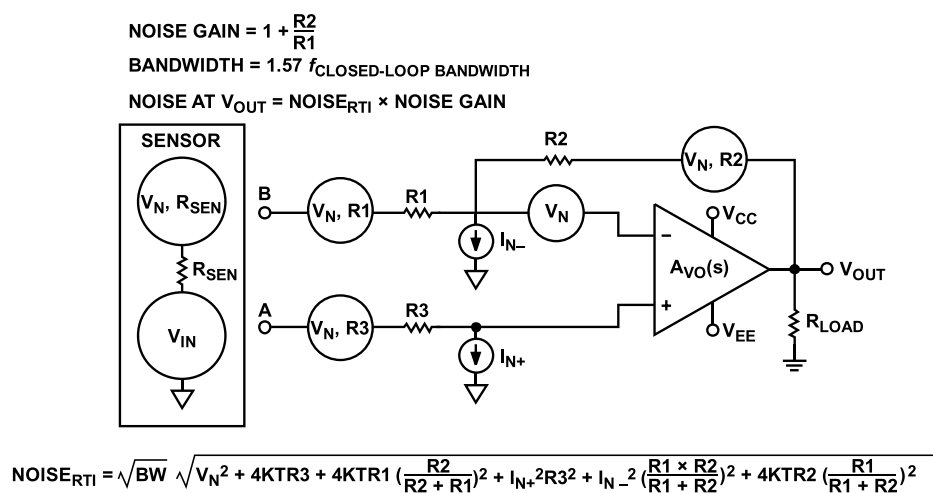 NOISE GAIN = 1 + R2/R1
BANDWIDTH = 1.57 fCLOSED-LOOP BANDWIDTH
NOISE AT VOUT = NOISERTI × NOISE GAIN
SENSOR
VN, RSEN
RSEN
VIN
B
VN, R1
R1
IN–
R2
VN, R2
VN
A
VN, R3
R3
IN+
–
+
AVO(s)
VCC
VEE
VOUT
RLOAD
NOISERTI = √BW √VN² + 4KTR3 + 4KTR1 (R2/R2 + R1)² + IN+²R3² + IN–² (R1 × R2/R1 + R2)² + 4KTR2 (R1/R1 + R2)²